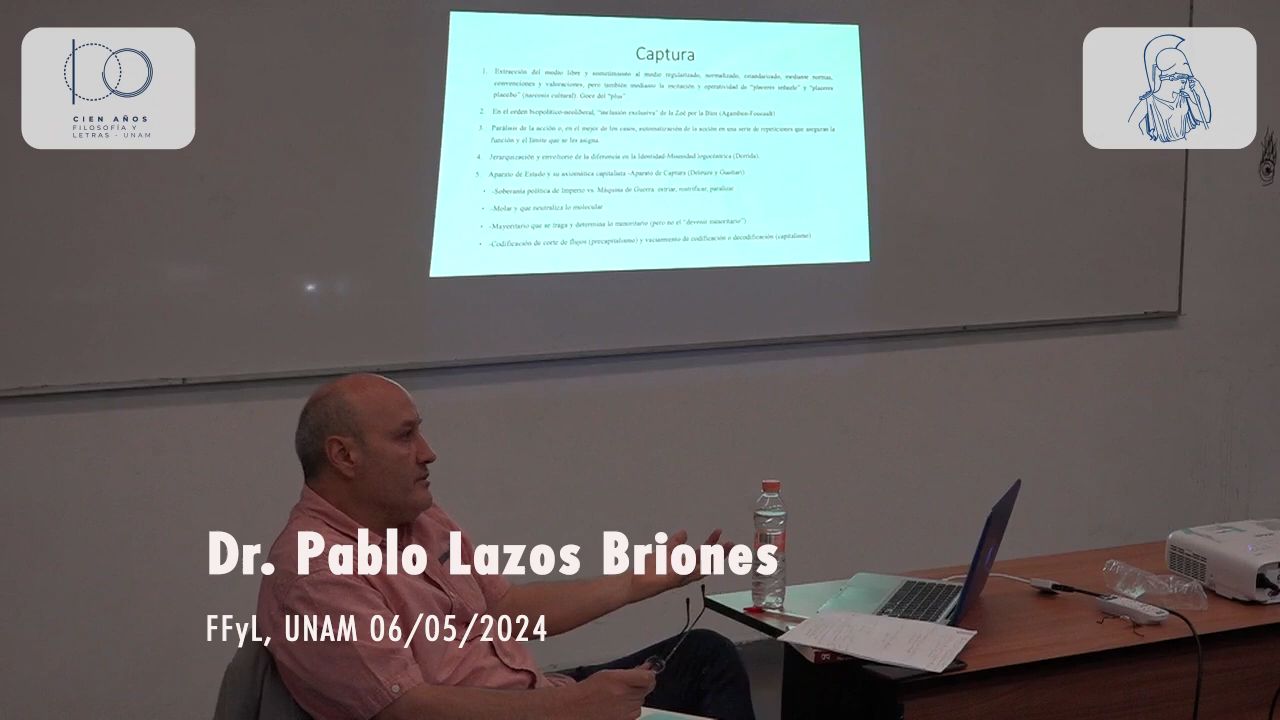 CIEN AÑOS
FILOSOFÍA Y
LETRAS - UNAM
Captura
1. Extracción del medio libre y sometimiento al medio regularizado, normalizado, estandarizado, mediante normas,
convenciones y valoraciones, pero también mediante la incitación y operatividad de "placeres señuelo" y "placeres
placebo" (narcosis cultural). Goce del "plus"
2. En el orden biopolítico-neoliberal, "inclusión exclusiva" de la Zoé por la Bíos (Agamben-Foucault)
3. Parálisis de la acción o, en el mejor de los casos, automatización de la acción en una serie de repeticiones que aseguran la
función y el límite que se les asigna.
4. Jerarquización y envoltorio de la diferencia en la Identidad-Mismidad logocéntrica (Derrida).
5. Aparato de Estado y su axiomática capitalista -Aparato de Captura (Deleuze y Guattari)
• -Soberanía política de Imperio vs. Máquina de Guerra: estriar, rostrificar, paralizar
• -Molar y que neutraliza lo molecular
• -Mayoritario que se traga y determina lo minoritario (pero no el "devenir minoritario")
• -Codificación de corte de flujos (precapitalismo) y vaciamiento de codificación o decodificación (capitalismo)
Dr. Pablo Lazos Briones
FFyL, UNAM 06/05/2024